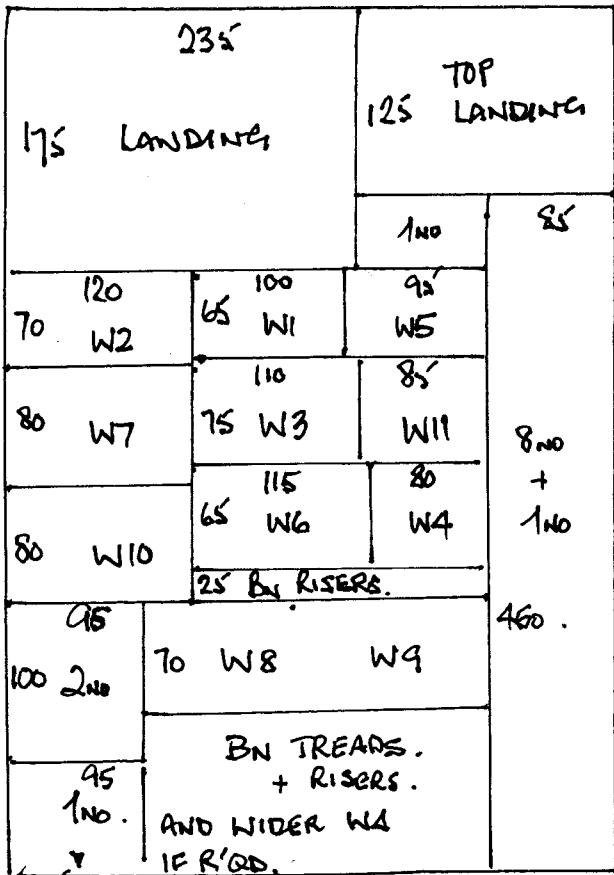 235
175 LANDING
TOP
125 LANDING
1NO
85
120
70 W2
100
65 W1
95
W5
80 W7
110
75 W3
85
W11
80 W10
115
65 W6
80
W4
25 BN RISERS.
8NO
+
1NO
460.
95
100 2NO
70 W8 W9
95
1NO.
BN TREADS.
+ RISERS.
AND WIDER W4
IF R'QD.